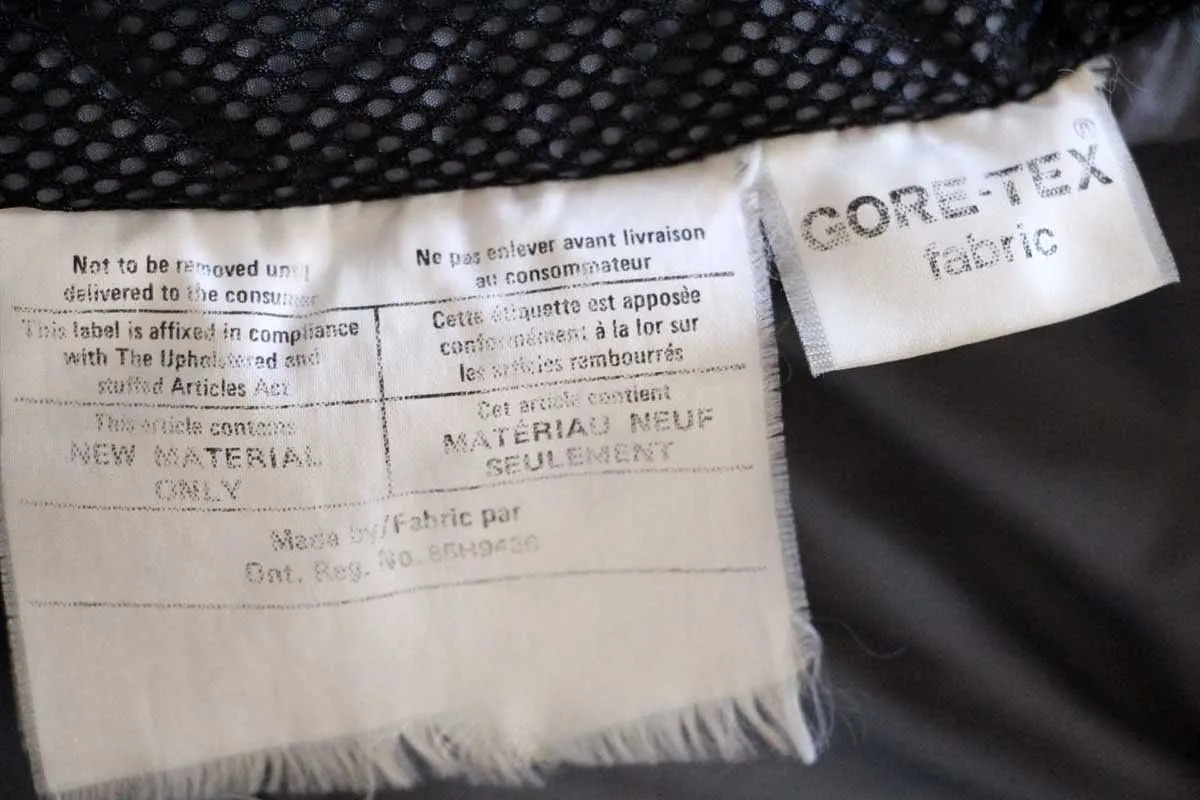 Not to be removed until
delivered to the consumer
This label is affixed in compliance
with The Upholstered and
stuffed Articles Act
This article contains
NEW MATERIAL
ONLY
Ne pas enlever avant livraison
au consommateur
Cette étiquette est apposée
conformément à la lor sur
les articles rembourrés
Cet article contient
MATÉRIAU NEUF
SEULEMENT
Made by/Fabric par
Ont. Reg. No.
GORE-TEX®
fabric